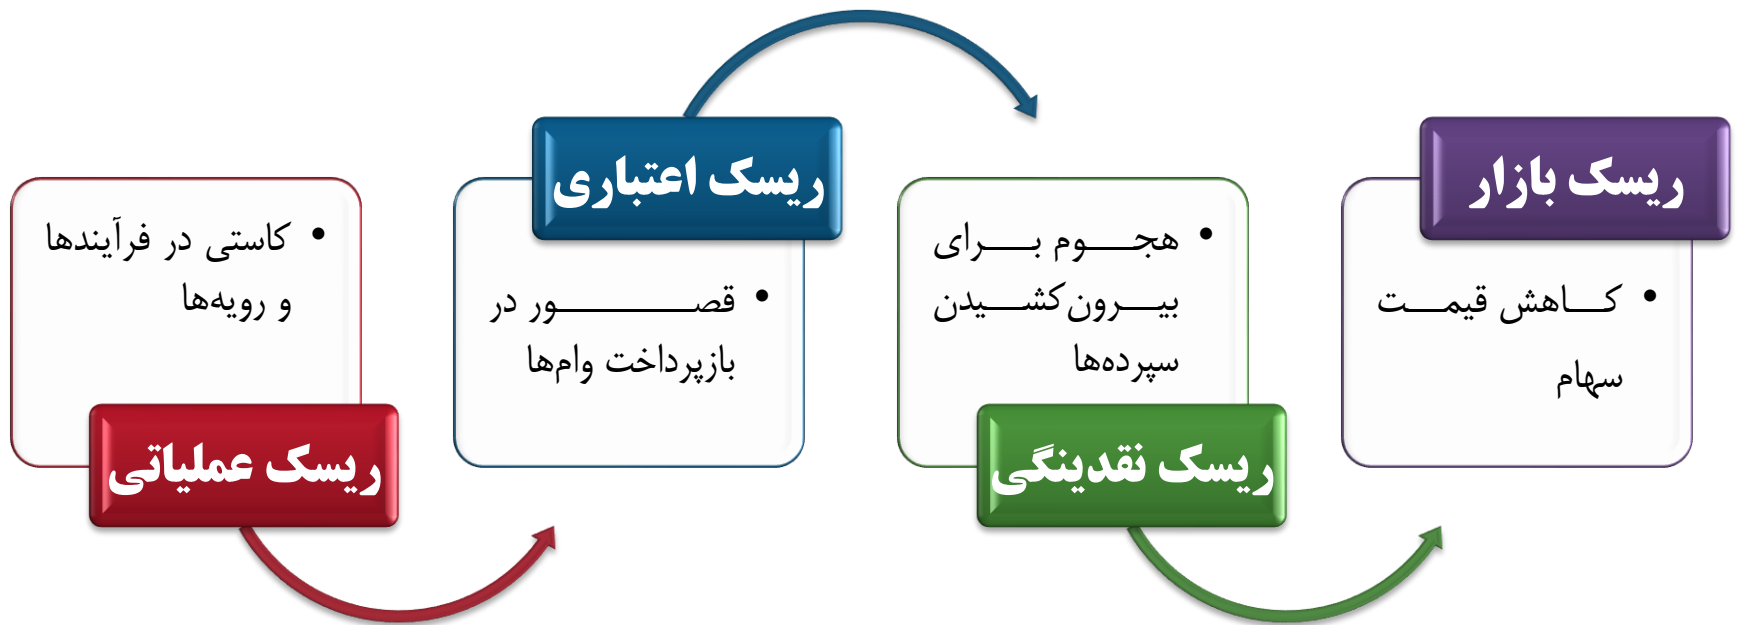 ریسک عملیاتی
• کاستی در فرآیندها
و رویه‌ها
ریسک اعتباری
• قصور در
بازپرداخت وام‌ها
ریسک نقدینگی
• هجوم برای
بیرون‌کشیدن
سپرده‌ها
ریسک بازار
• کاهش قیمت
سهام